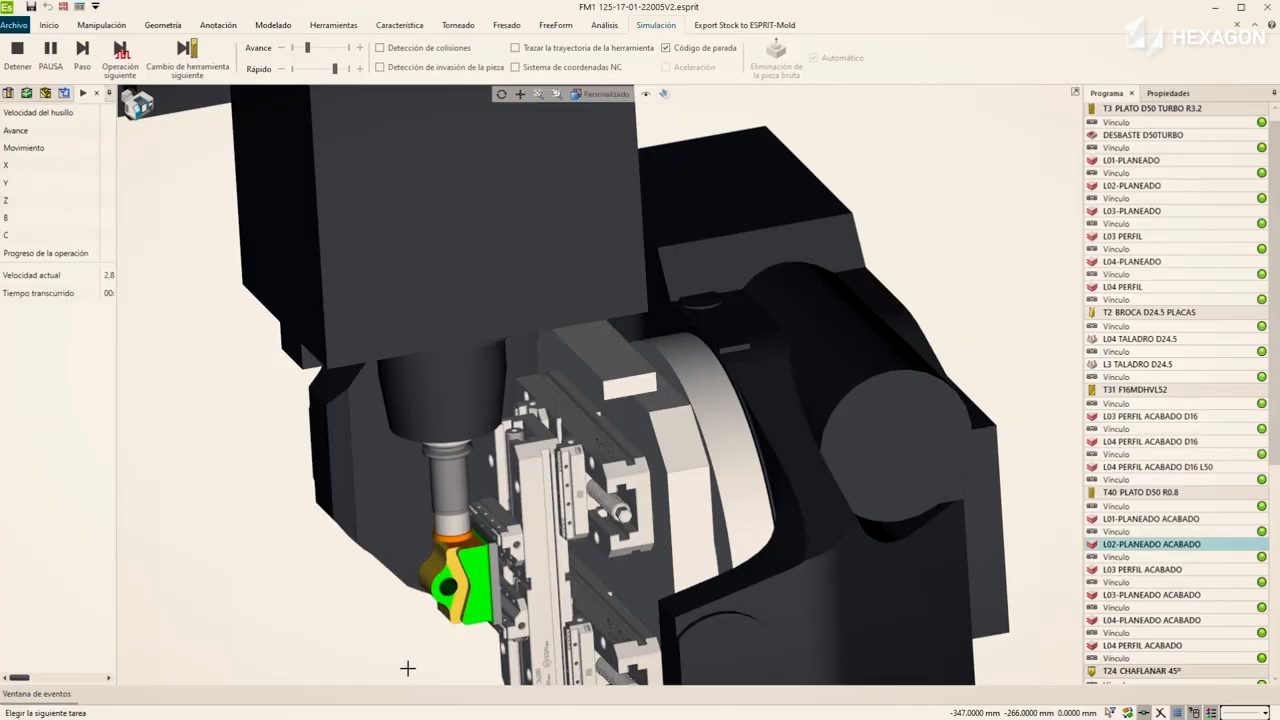 Es
FM1 125-17-01-22005V2.esprit
Archivo Inicio Manipulación Geometría Anotación Modelado Herramientas Característica Torneado Fresado FreeForm Análisis Simulación Export Stock to ESPRIT-Mold
HEXAGON
Detener
PAUSA
Paso
Operación siguiente
Cambio de herramienta siguiente
Avance
Rápido
Detección de colisiones
Detección de invasión de la pieza
Trazar la trayectoria de la herramienta
Sistema de coordenadas NC
Código de parada
Aceleración
Eliminación de la pieza bruta
Automático
Personalizado
Velocidad del husillo
Avance
Movimiento
X
Y
Z
B
C
Progreso de la operación
Velocidad actual 2,8
Tiempo transcurrido 00:
Programa Propiedades
T3 PLATO D50 TURBO R3.2
Vínculo
DESBASTE D50TURBO
Vínculo
L01-PLANEADO
Vínculo
L02-PLANEADO
Vínculo
L03-PLANEADO
Vínculo
L03 PERFIL
Vínculo
L04-PLANEADO
Vínculo
L04 PERFIL
Vínculo
T2 BROCA D24.5 PLACAS
Vínculo
L04 TALADRO D24.5
Vínculo
L3 TALADRO D24.5
Vínculo
T31 F16MDHVL52
Vínculo
L03 PERFIL ACABADO D16
Vínculo
L04 PERFIL ACABADO D16
Vínculo
L04 PERFIL ACABADO D16 L50
Vínculo
T40 PLATO D50 R0.8
Vínculo
L01-PLANEADO ACABADO
Vínculo
L02-PLANEADO ACABADO
Vínculo
L03 PERFIL ACABADO
Vínculo
L03-PLANEADO ACABADO
Vínculo
L04-PLANEADO ACABADO
Vínculo
L04 PERFIL ACABADO
Vínculo
T24 CHAFLANAR 45º
Ventana de eventos
Elegir la siguiente tarea
-347.0000 mm -266.0000 mm 0.0000 mm